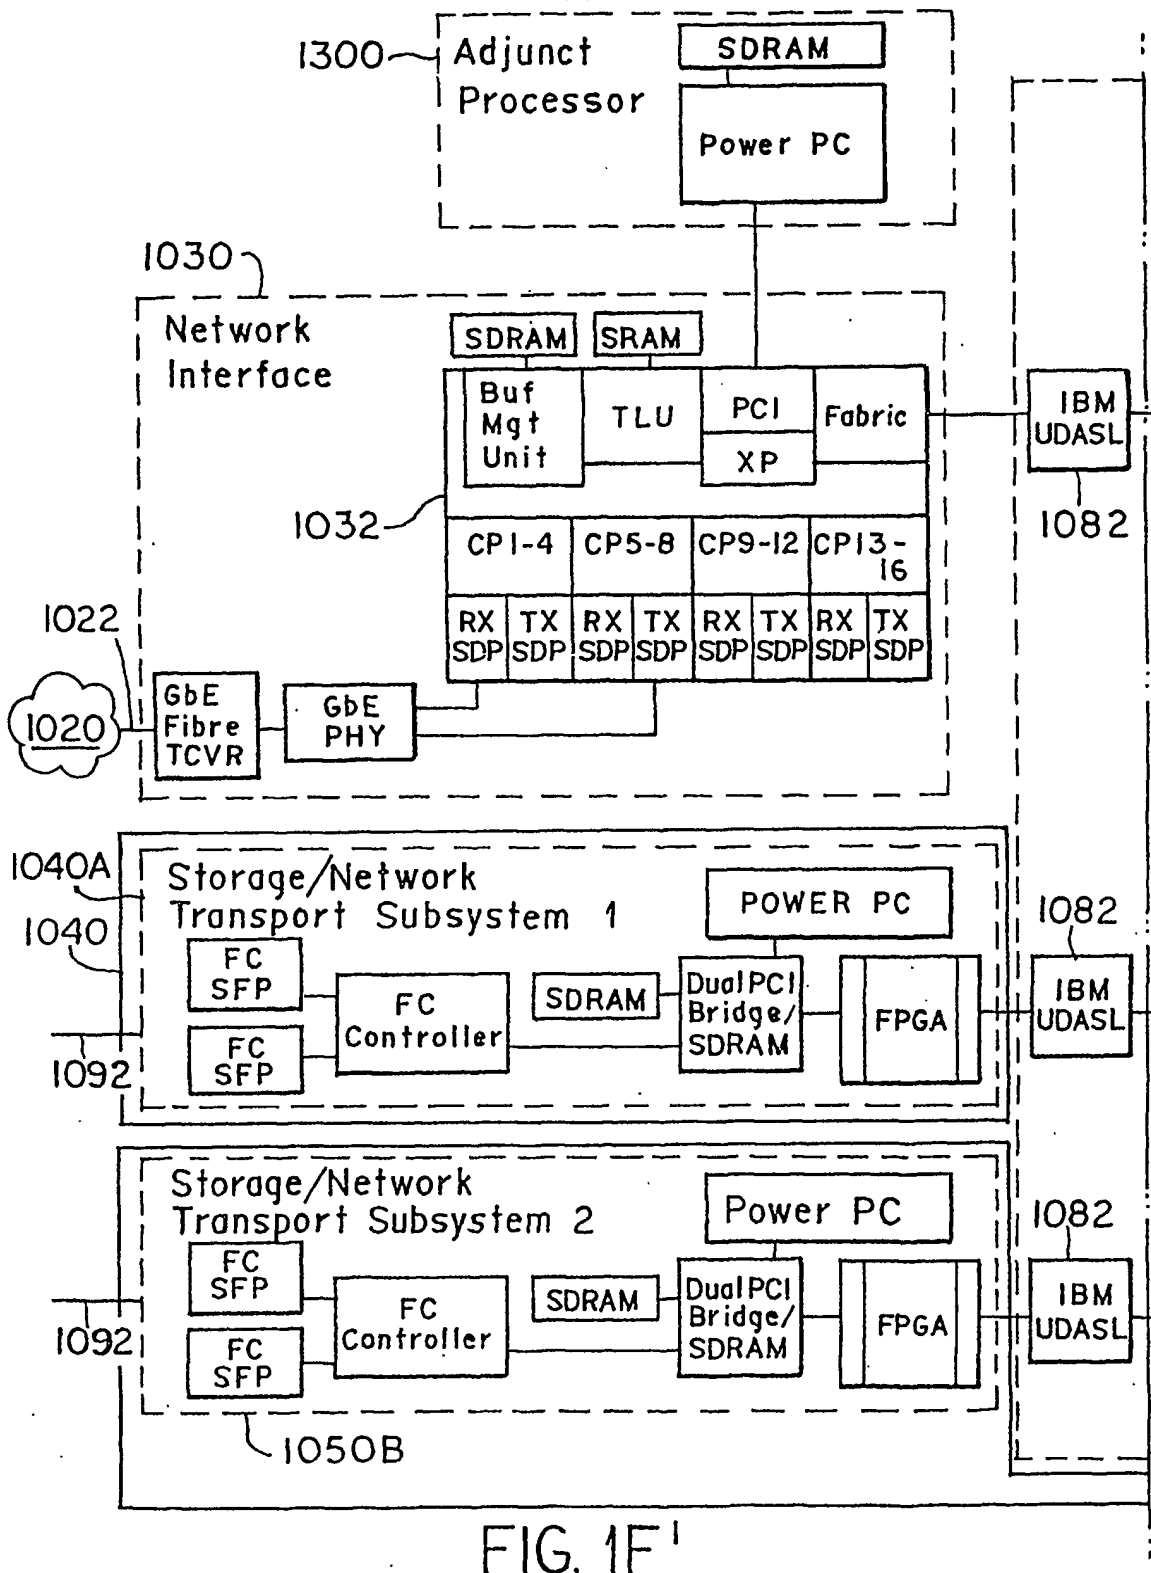 1300
Adjunct
Processor
SDRAM
Power PC
1030
Network
Interface
SDRAM
SRAM
Buf
Mgt
Unit
TLU
PCI
XP
Fabric
IBM
UDASL
1082
1032
CP1-4
CP5-8
CP9-12
CP13-
16
RX
SDP
TX
SDP
RX
SDP
TX
SDP
RX
SDP
TX
SDP
RX
SDP
TX
SDP
1022
1020
GbE
Fibre
TCVR
GbE
PHY
1040A
1040
1092
Storage/Network
Transport Subsystem 1
POWER PC
FC
SFP
FC
SFP
FC
Controller
SDRAM
Dual PCI
Bridge/
SDRAM
FPGA
1082
IBM
UDASL
Storage/Network
Transport Subsystem 2
Power PC
1092
FC
SFP
FC
SFP
FC
Controller
SDRAM
Dual PCI
Bridge/
SDRAM
FPGA
1082
IBM
UDASL
1050B
FIG. 1F'